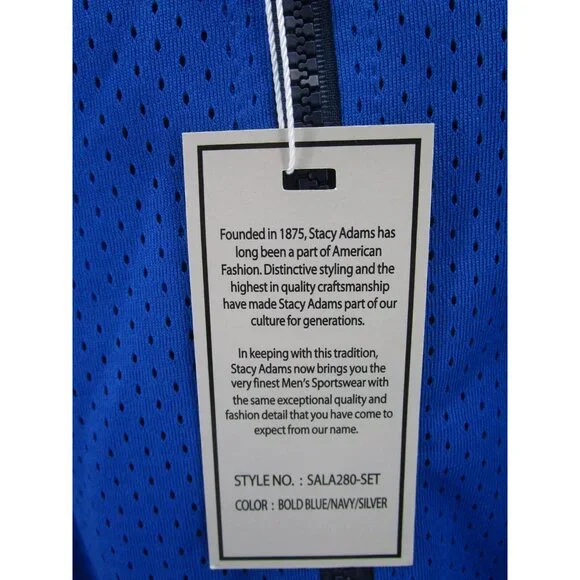 Founded in 1875, Stacy Adams has
long been a part of American
Fashion. Distinctive styling and the
highest in quality craftsmanship
have made Stacy Adams part of our
culture for generations.
In keeping with this tradition,
Stacy Adams now brings you the
very finest Men's Sportswear with
the same exceptional quality and
fashion detail that you have come to
expect from our name.
STYLE NO. : SALA280-SET
COLOR : BOLD BLUE/NAVY/SILVER